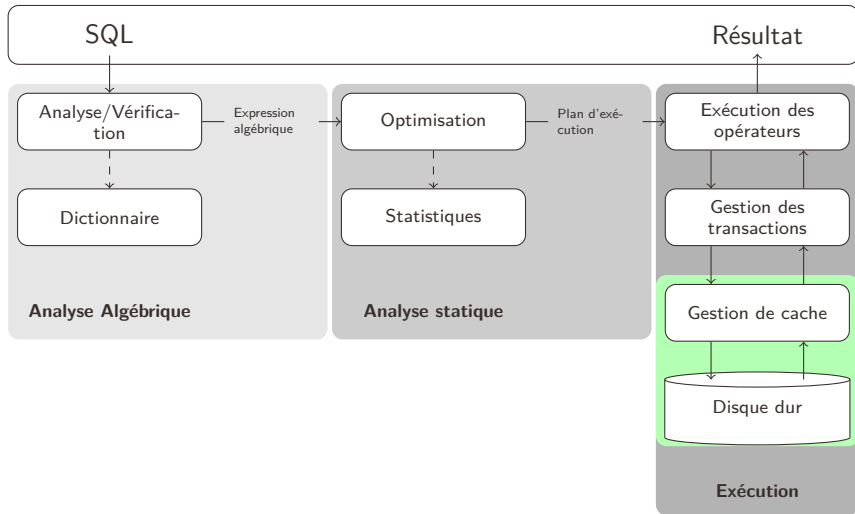 SQL
Résultat
Analyse/Vérifica-
tion
Expression
algébrique
Optimisation
Plan d'exé-
cution
Exécution des
opérateurs
Dictionnaire
Statistiques
Gestion des
transactions
Analyse Algébrique
Analyse statique
Gestion de cache
Disque dur
Exécution